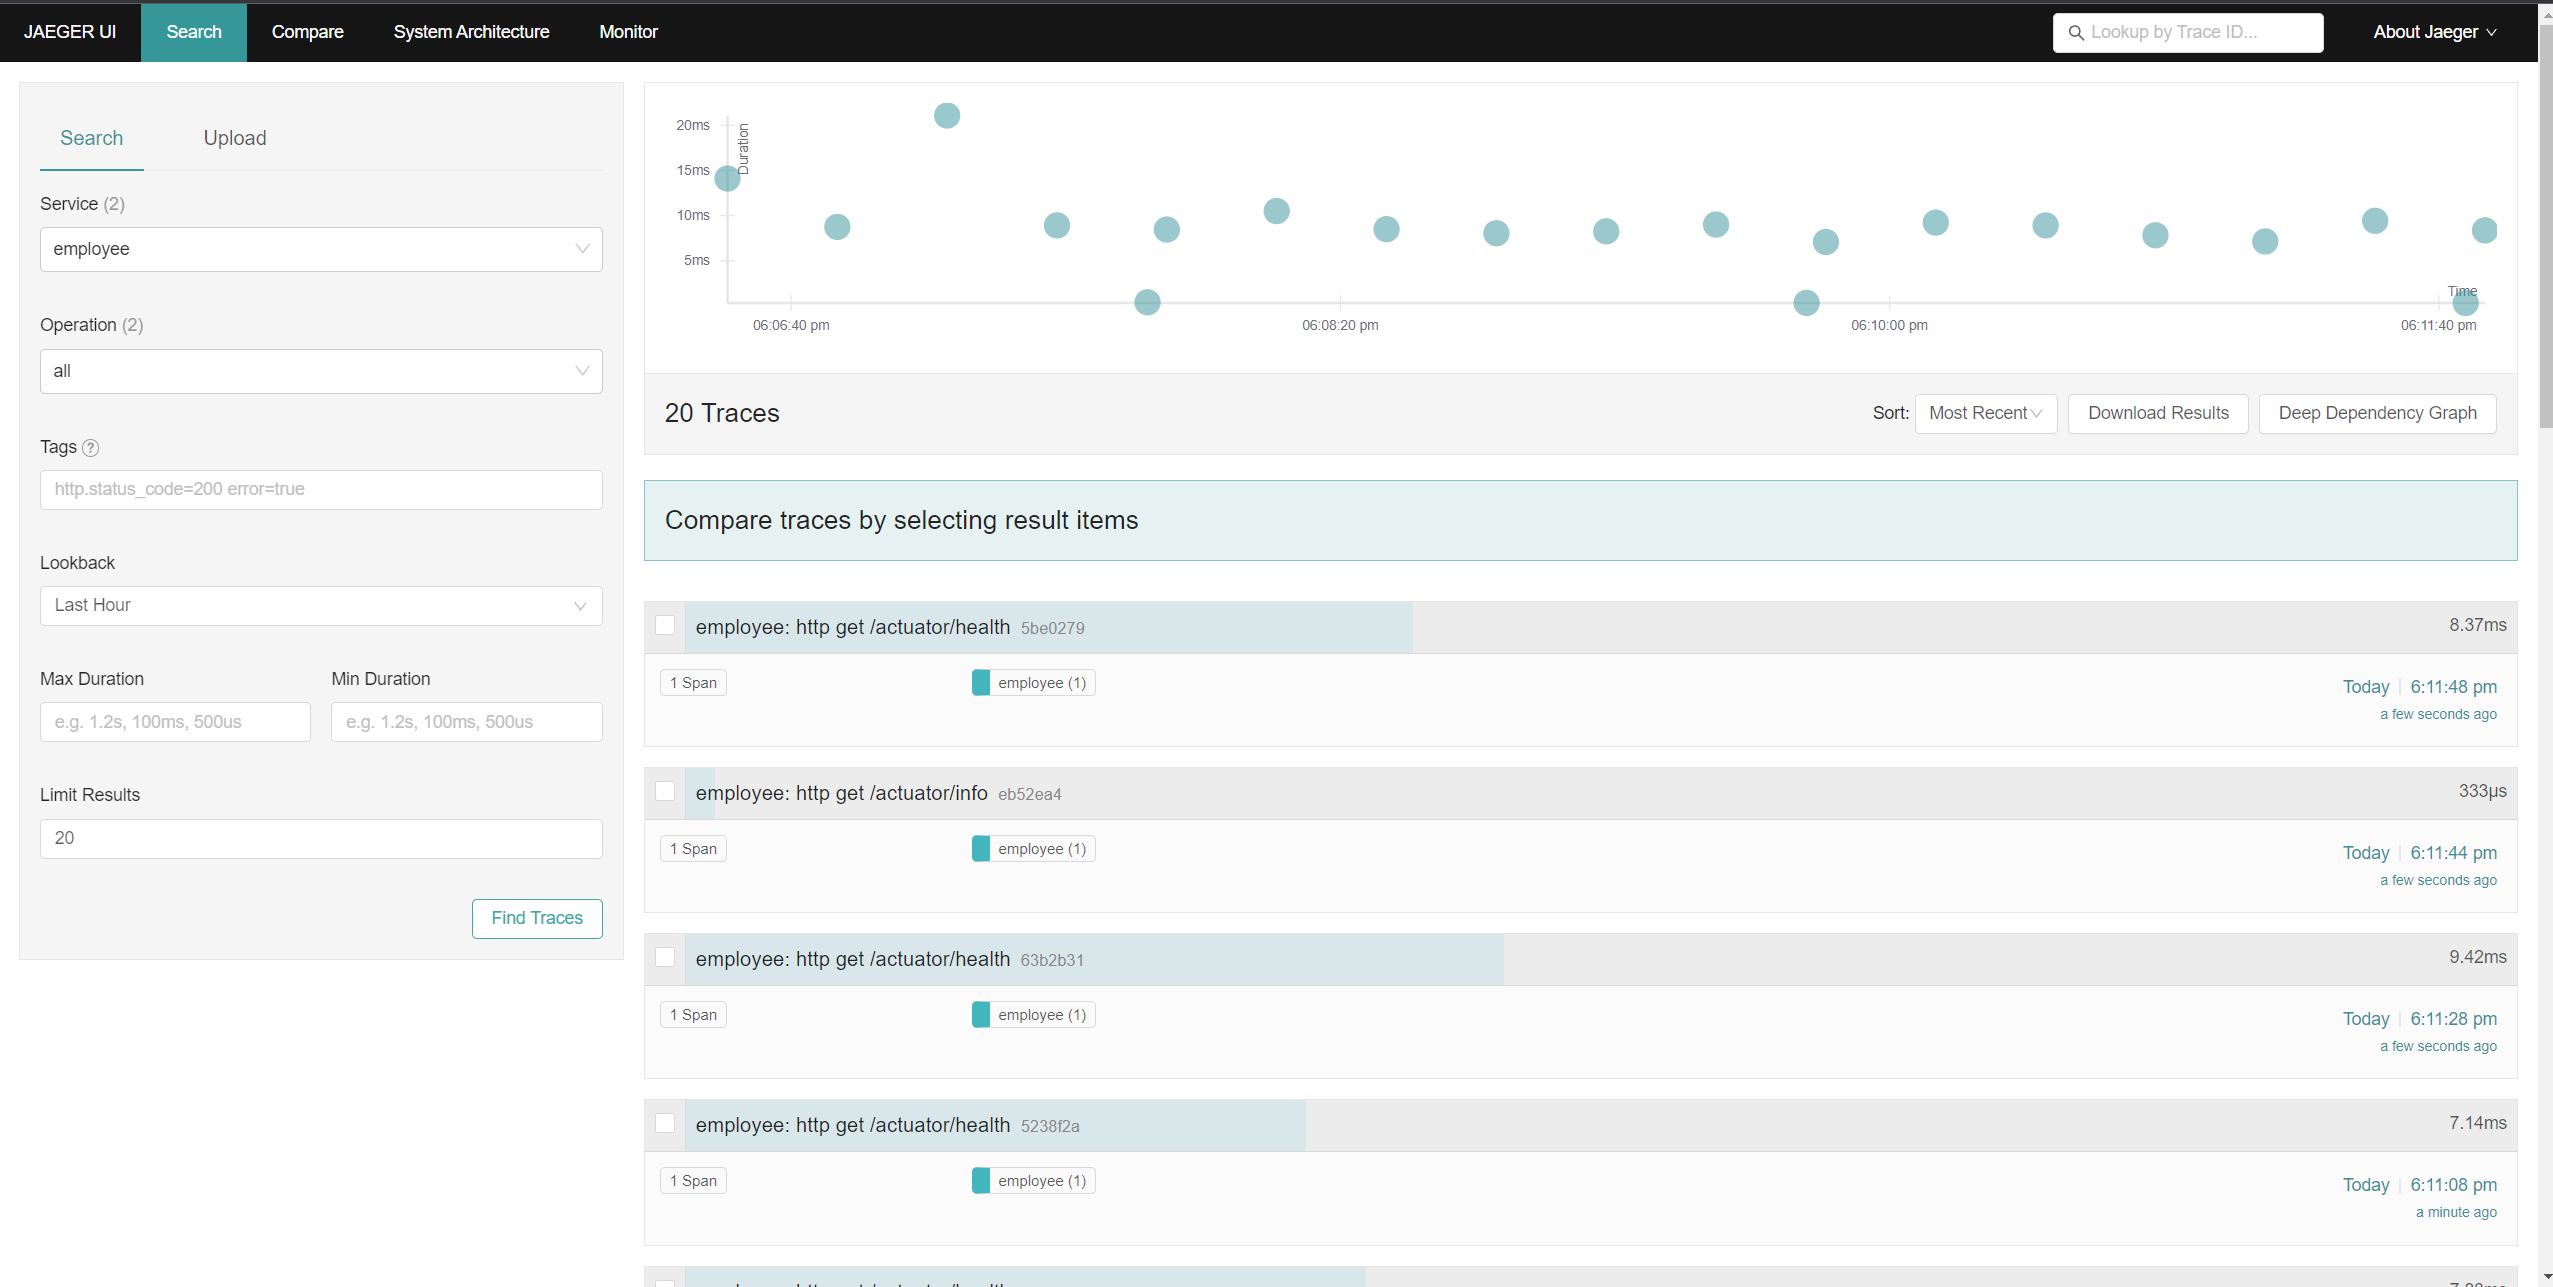 JAEGER UI
Search
Compare
System Architecture
Monitor
Lookup by Trace ID...
About Jaeger
Search
Upload
Service (2)
employee
Operation (2)
all
Tags ?
http.status_code=200 error=true
Lookback
Last Hour
Max Duration
Min Duration
e.g. 1.2s, 100ms, 500us
e.g. 1.2s, 100ms, 500us
Limit Results
20
Find Traces
Duration
20ms
15ms
10ms
5ms
Time
06:06:40 pm
06:08:20 pm
06:10:00 pm
06:11:40 pm
20 Traces
Sort:
Most Recent
Download Results
Deep Dependency Graph
Compare traces by selecting result items
employee: http get /actuator/health 5be0279
8.37ms
1 Span
employee (1)
Today | 6:11:48 pm
a few seconds ago
employee: http get /actuator/info eb52ea4
333μs
1 Span
employee (1)
Today | 6:11:44 pm
a few seconds ago
employee: http get /actuator/health 63b2b31
9.42ms
1 Span
employee (1)
Today | 6:11:28 pm
a few seconds ago
employee: http get /actuator/health 5238f2a
7.14ms
1 Span
employee (1)
Today | 6:11:08 pm
a minute ago